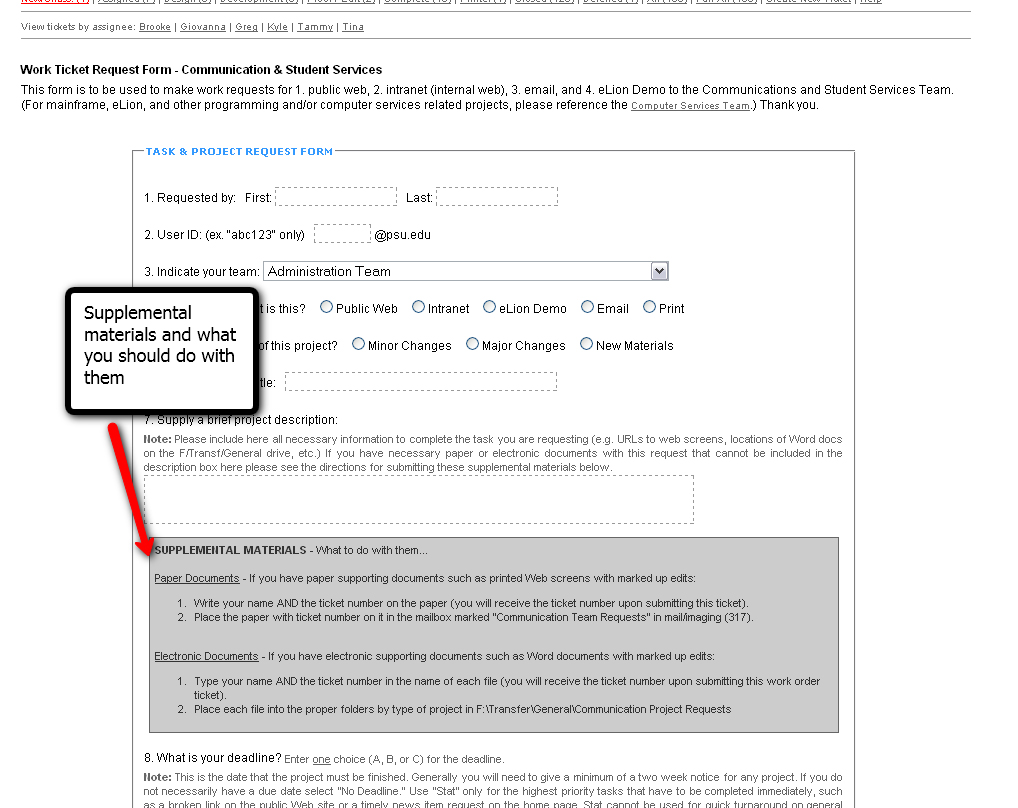 View tickets by assignee: Brooke | Giovanna | Greg | Kyle | Tammy | Tina
Work Ticket Request Form - Communication & Student Services
This form is to be used to make work requests for 1. public web, 2. intranet (internal web), 3. email, and 4. eLion Demo to the Communications and Student Services Team.
(For mainframe, eLion, and other programming and/or computer services related projects, please reference the Computer Services Team.) Thank you.
TASK & PROJECT REQUEST FORM
1. Requested by: First: Last:
2. User ID: (ex. "abc123" only) @psu.edu
3. Indicate your team: Administration Team
t is this? Public Web Intranet eLion Demo Email Print
of this project? Minor Changes Major Changes New Materials
tle:
Supplemental
materials and what
you should do with
them
7. Supply a brief project description:
Note: Please include here all necessary information to complete the task you are requesting (e.g. URLs to web screens, locations of Word docs
on the F/Transf/General drive, etc.) If you have necessary paper or electronic documents with this request that cannot be included in the
description box here please see the directions for submitting these supplemental materials below.
SUPPLEMENTAL MATERIALS - What to do with them...
Paper Documents - If you have paper supporting documents such as printed Web screens with marked up edits:
1. Write your name AND the ticket number on the paper (you will receive the ticket number upon submitting this ticket).
2. Place the paper with ticket number on it in the mailbox marked "Communication Team Requests" in mail/imaging (317).
Electronic Documents - If you have electronic supporting documents such as Word documents with marked up edits:
1. Type your name AND the ticket number in the name of each file (you will receive the ticket number upon submitting this work order
ticket).
2. Place each file into the proper folders by type of project in F:\Transfer\General\Communication Project Requests
8. What is your deadline? Enter one choice (A, B, or C) for the deadline.
Note: This is the date that the project must be finished. Generally you will need to give a minimum of a two week notice for any project. If you do
not necessarily have a due date select "No Deadline." Use "Stat" only for the highest priority tasks that have to be completed immediately, such
as a broken link on the public Web site or a timely news item request on the home page. Stat cannot be used for quick turnaround on general